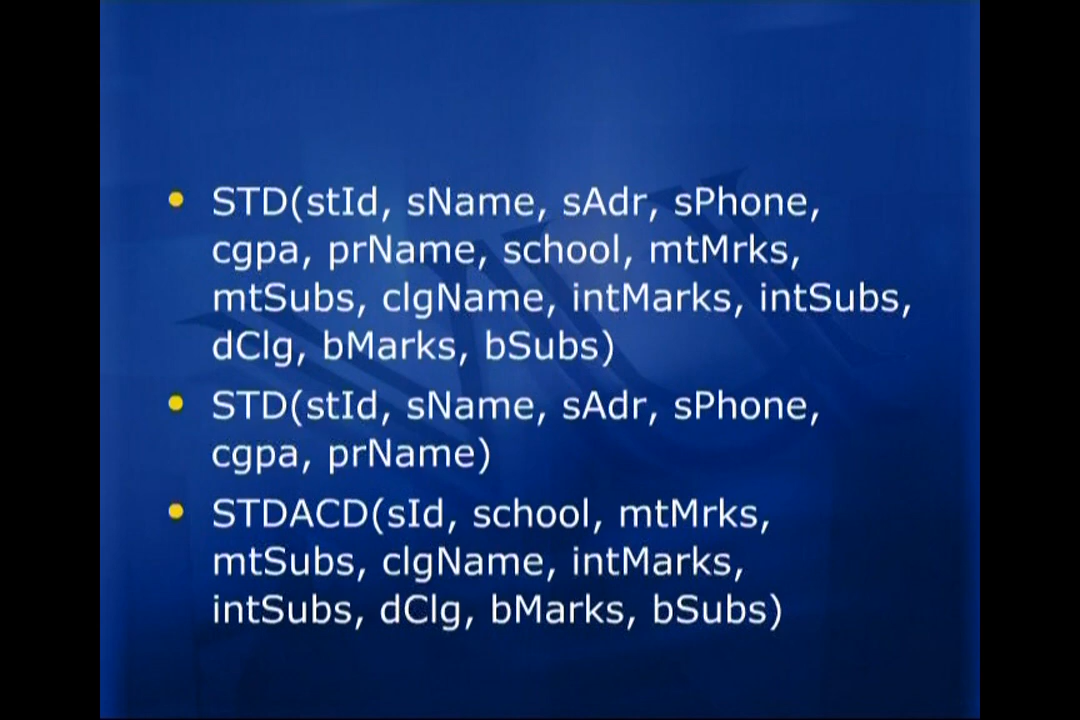 • STD(stId, sName, sAdr, sPhone,
cgpa, prName, school, mtMrks,
mtSubs, clgName, intMarks, intSubs,
dClg, bMarks, bSubs)
• STD(stId, sName, sAdr, sPhone,
cgpa, prName)
• STDACD(sId, school, mtMrks,
mtSubs, clgName, intMarks,
intSubs, dClg, bMarks, bSubs)